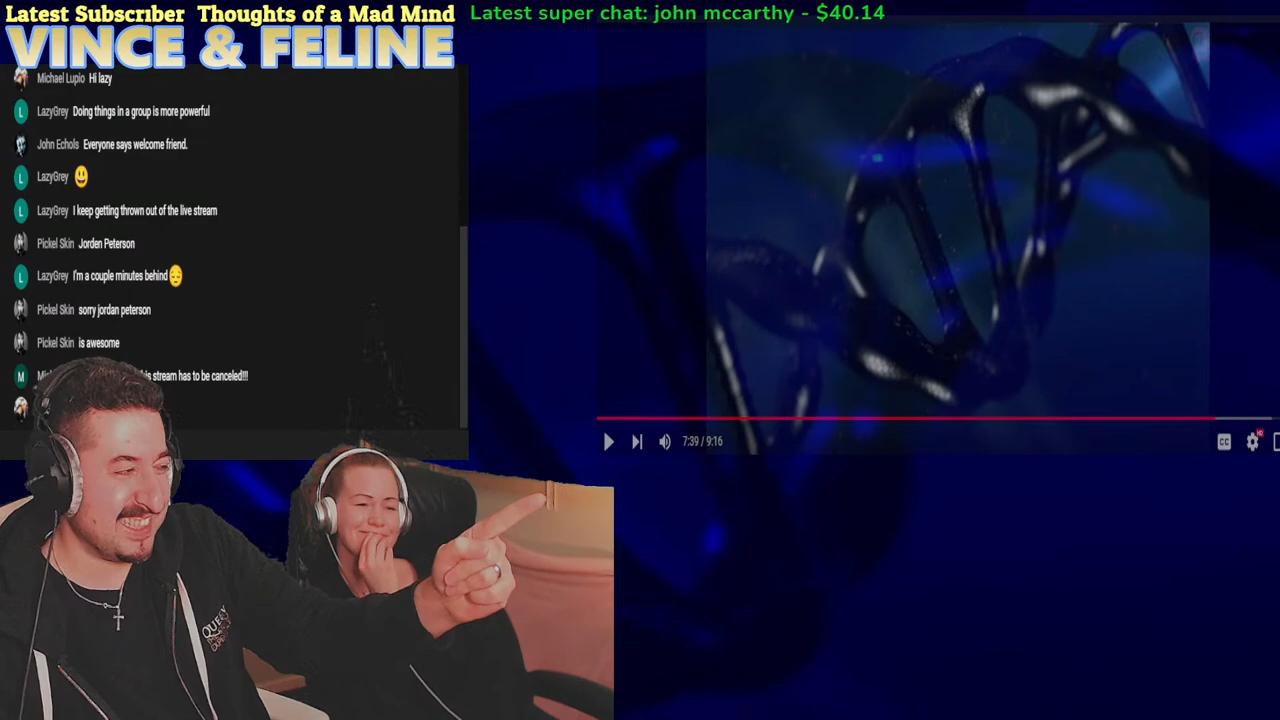 Latest Subscriber Thoughts of a Mad Mind
Latest super chat: john mccarthy - $40.14
VINCE & FELINE
Michael Lupio Hi lazy
L LazyGrey Doing things in a group is more powerful
John Echols Everyone says welcome friend.
L LazyGrey 😃
L LazyGrey I keep getting thrown out of the live stream
Pickel Skin Jorden Peterson
L LazyGrey I'm a couple minutes behind😔
Pickel Skin sorry jordan peterson
Pickel Skin is awesome
M stream has to be canceled!!!
7:39 / 9:16
CC
HD
QUEEN